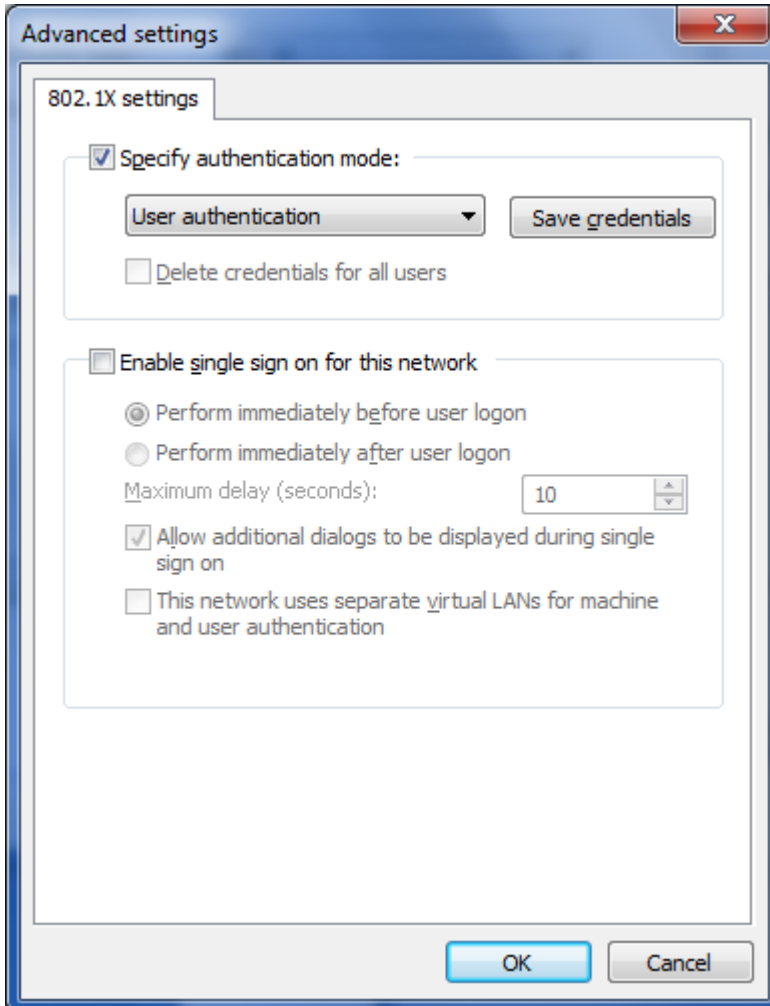 Advanced settings
802.1X settings
Specify authentication mode:
User authentication
Save credentials
Delete credentials for all users
Enable single sign on for this network
Perform immediately before user logon
Perform immediately after user logon
Maximum delay (seconds):
10
Allow additional dialogs to be displayed during single
sign on
This network uses separate virtual LANs for machine
and user authentication
OK
Cancel